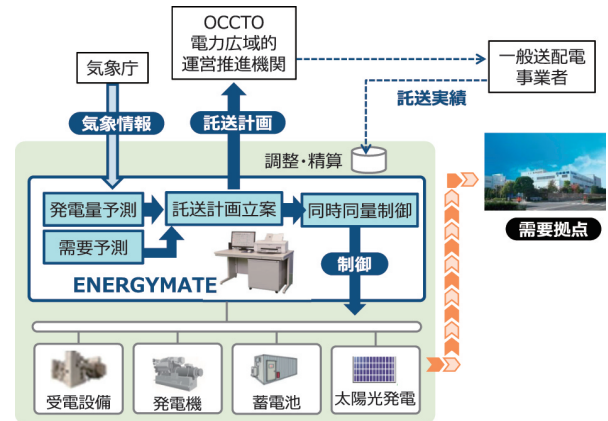 OCCTO
電力広域的
運営推進機関
一般送配電
事業者
気象庁
気象情報
託送計画
託送実績
調整・精算
発電量予測
託送計画立案
同時同量制御
需要予測
制御
ENERGYMATE
需要拠点
受電設備
発電機
蓄電池
太陽光発電